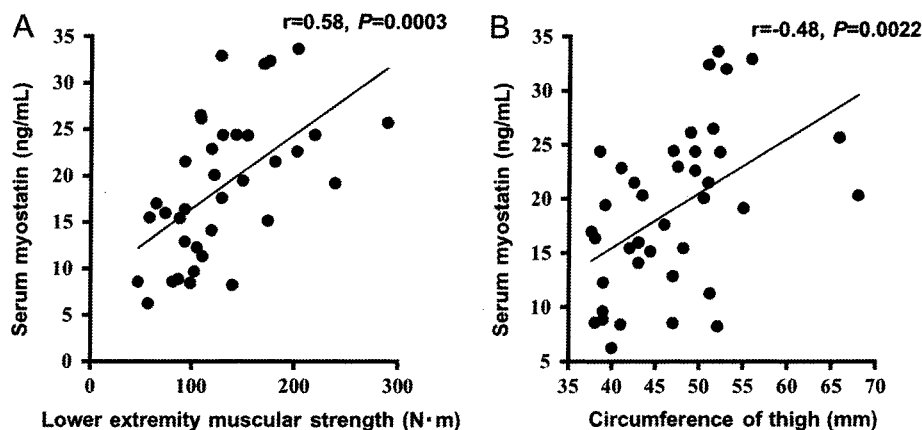 A
r=0.58, P=0.0003
Serum myostatin (ng/mL)
35
30
25
20
15
10
5
0
0 100 200 300
Lower extremity muscular strength (N·m)
B
r=-0.48, P=0.0022
Serum myostatin (ng/mL)
35
30
25
20
15
10
5
35 40 45 50 55 60 65 70
Circumference of thigh (mm)